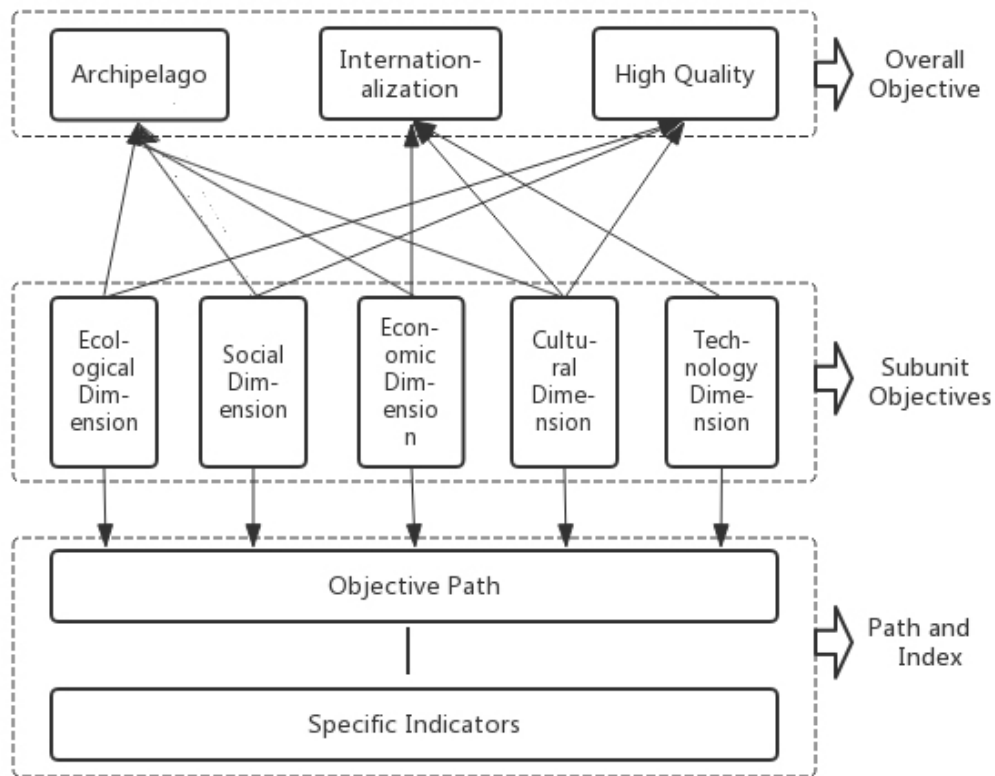 Archipelago
Internation-
alization
High Quality
Overall
Objective
Ecol-
ogical
Dim-
ension
Social
Dim-
ension
Econ-
omic
Dim-
ensio
n
Cultu-
ral
Dime-
nsion
Tech-
nology
Dime-
nsion
Subunit
Objectives
Objective Path
Specific Indicators
Path and
Index